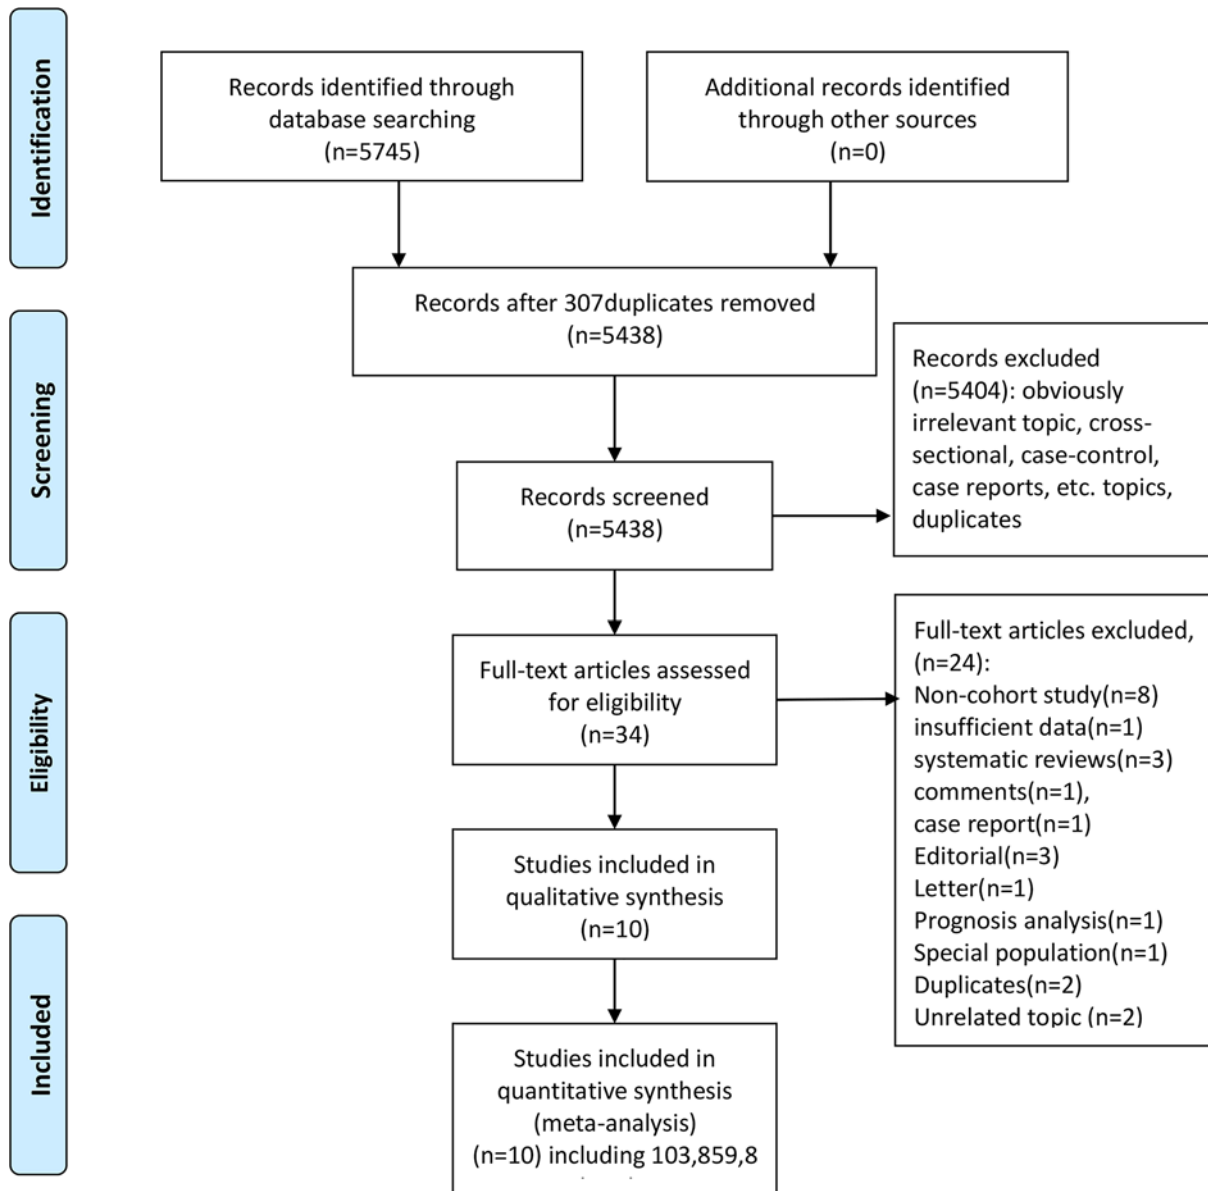 Identification
Records identified through
database searching
(n=5745)
Additional records identified
through other sources
(n=0)
Records after 307duplicates removed
(n=5438)
Screening
Records screened
(n=5438)
Records excluded
(n=5404): obviously
irrelevant topic, cross-
sectional, case-control,
case reports, etc. topics,
duplicates
Eligibility
Full-text articles assessed
for eligibility
(n=34)
Full-text articles excluded,
(n=24):
Non-cohort study(n=8)
insufficient data(n=1)
systematic reviews(n=3)
comments(n=1),
case report(n=1)
Editorial(n=3)
Letter(n=1)
Prognosis analysis(n=1)
Special population(n=1)
Duplicates(n=2)
Unrelated topic (n=2)
Studies included in
qualitative synthesis
(n=10)
Included
Studies included in
quantitative synthesis
(meta-analysis)
(n=10) including 103,859,8